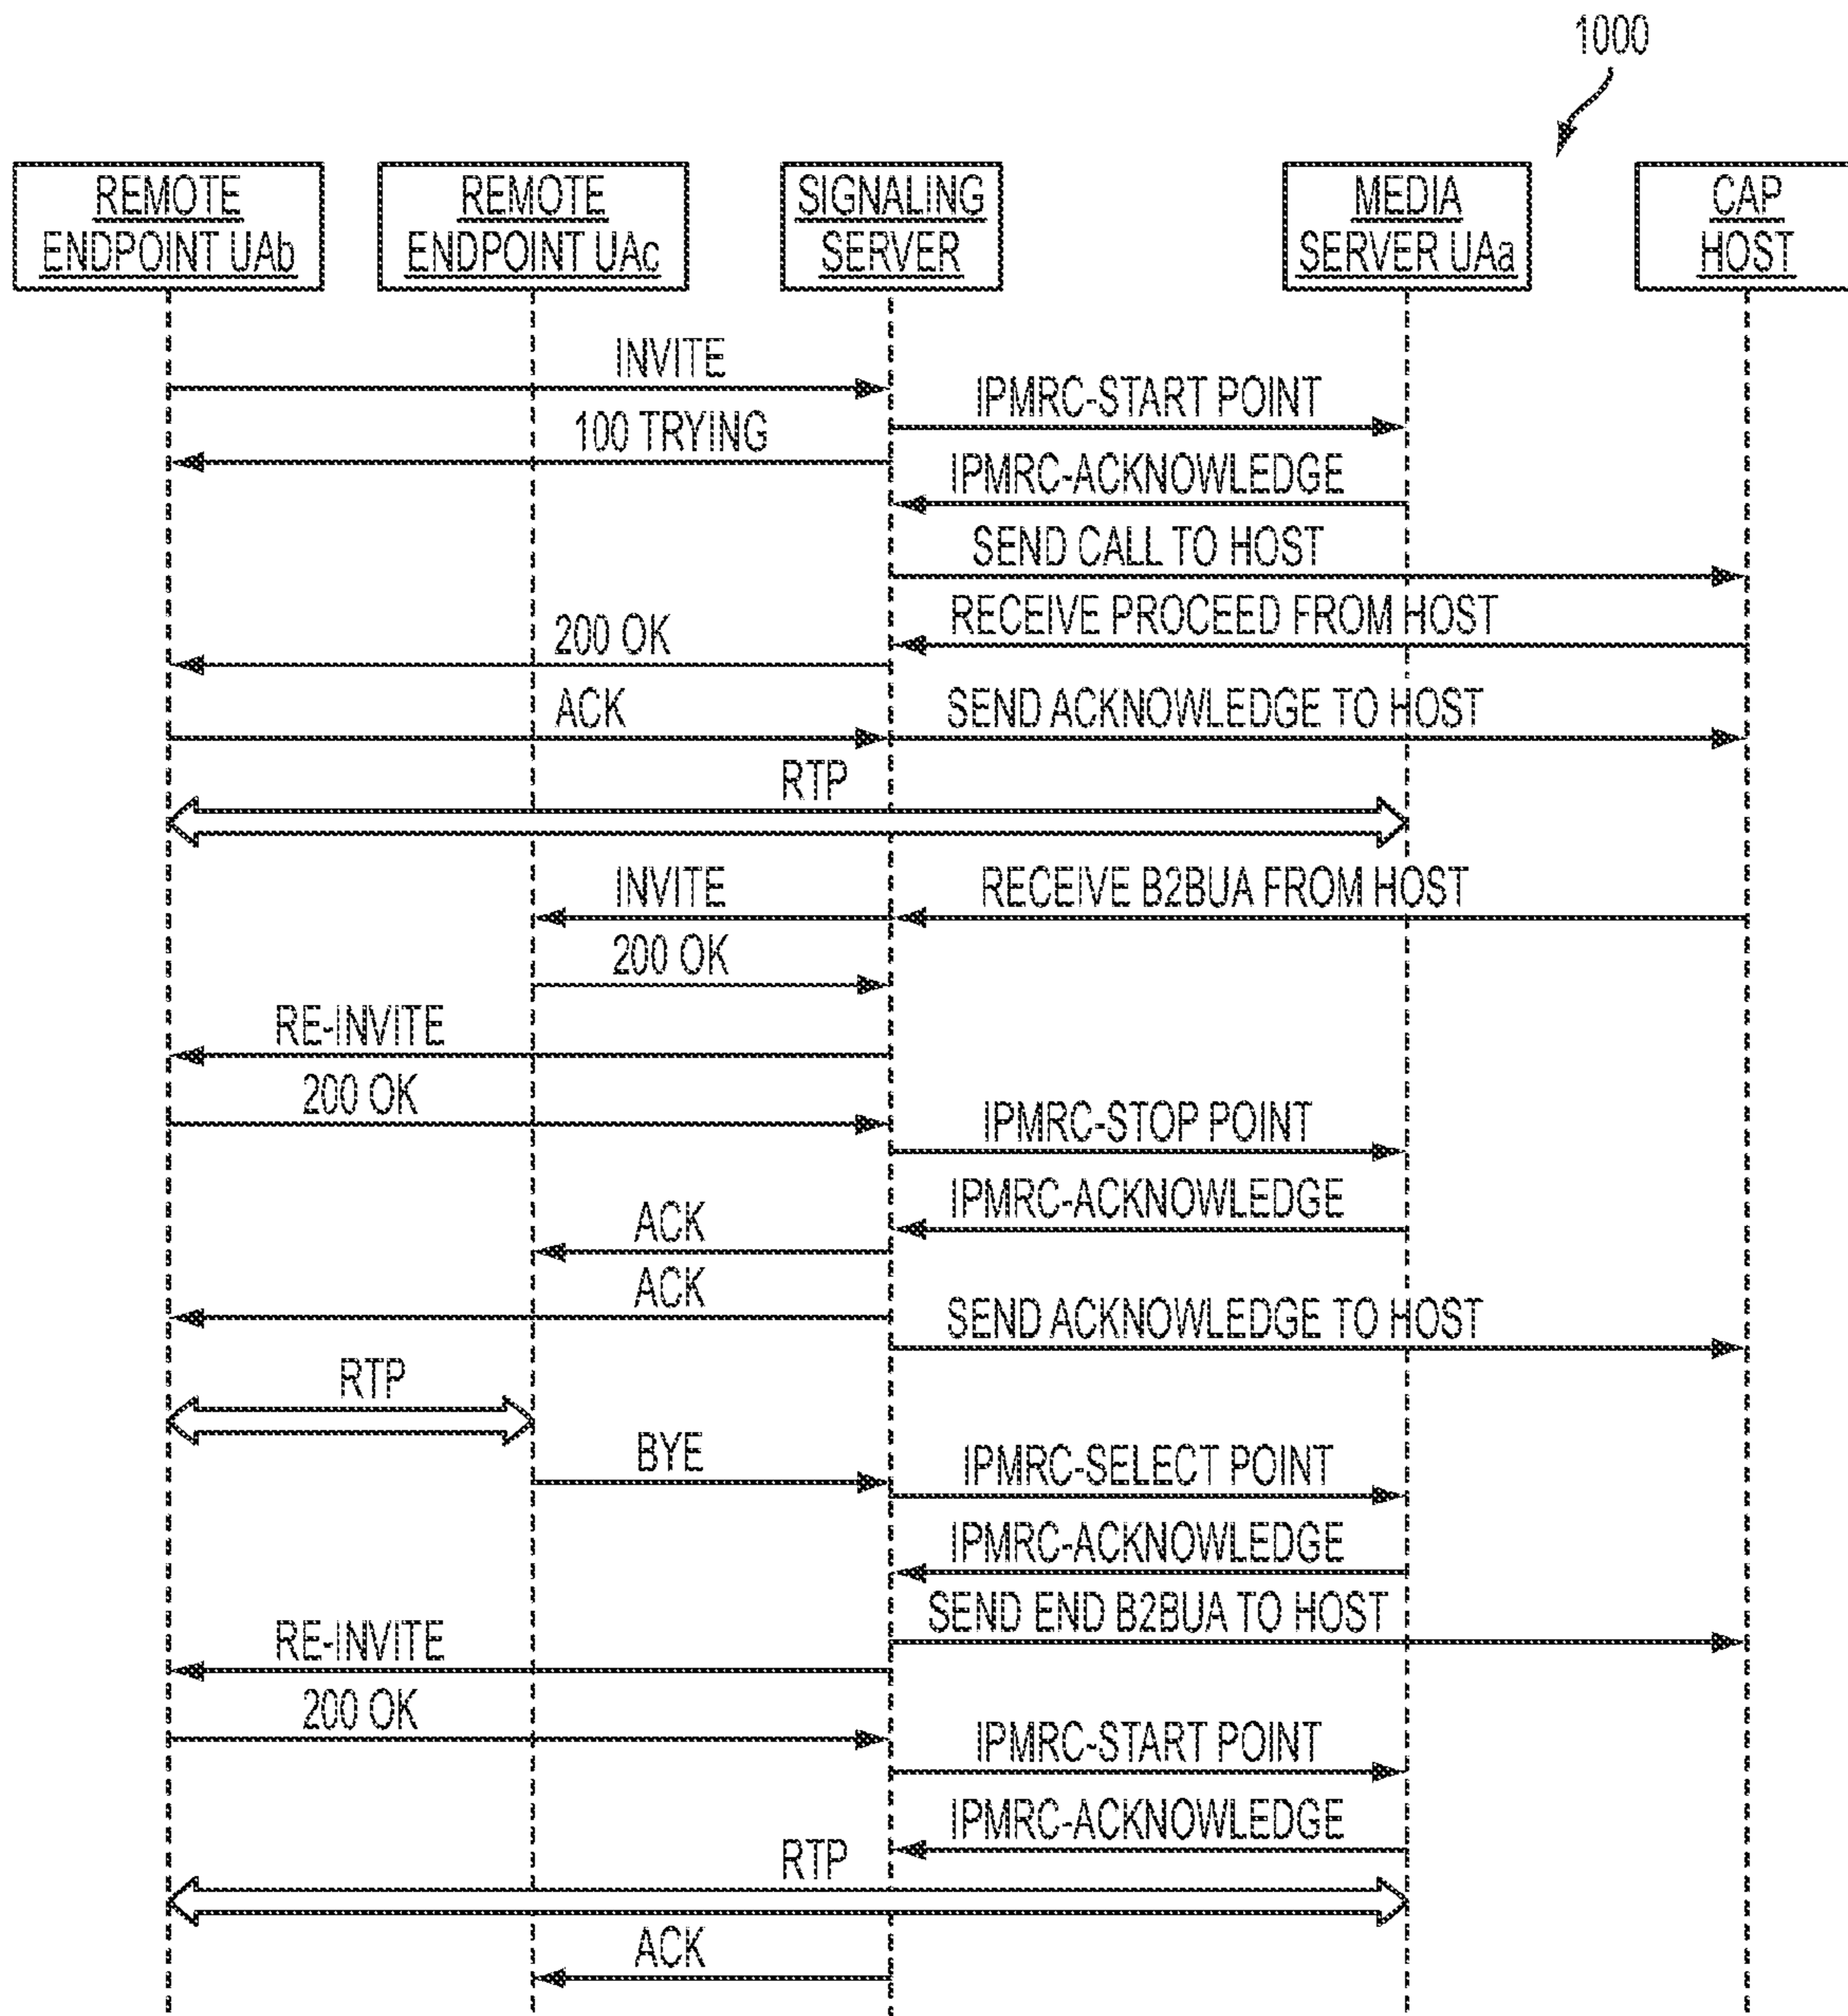 1000
REMOTE
ENDPOINT UAb
REMOTE
ENDPOINT UAc
SIGNALING
SERVER
MEDIA
SERVER UAa
CAP
HOST
INVITE
IPMRC-START POINT
100 TRYING
IPMRC-ACKNOWLEDGE
SEND CALL TO HOST
RECEIVE PROCEED FROM HOST
200 OK
ACK
SEND ACKNOWLEDGE TO HOST
RTP
INVITE
RECEIVE B2BUA FROM HOST
200 OK
RE-INVITE
200 OK
IPMRC-STOP POINT
IPMRC-ACKNOWLEDGE
ACK
ACK
SEND ACKNOWLEDGE TO HOST
RTP
BYE
IPMRC-SELECT POINT
IPMRC-ACKNOWLEDGE
SEND END B2BUA TO HOST
RE-INVITE
200 OK
IPMRC-START POINT
IPMRC-ACKNOWLEDGE
RTP
ACK